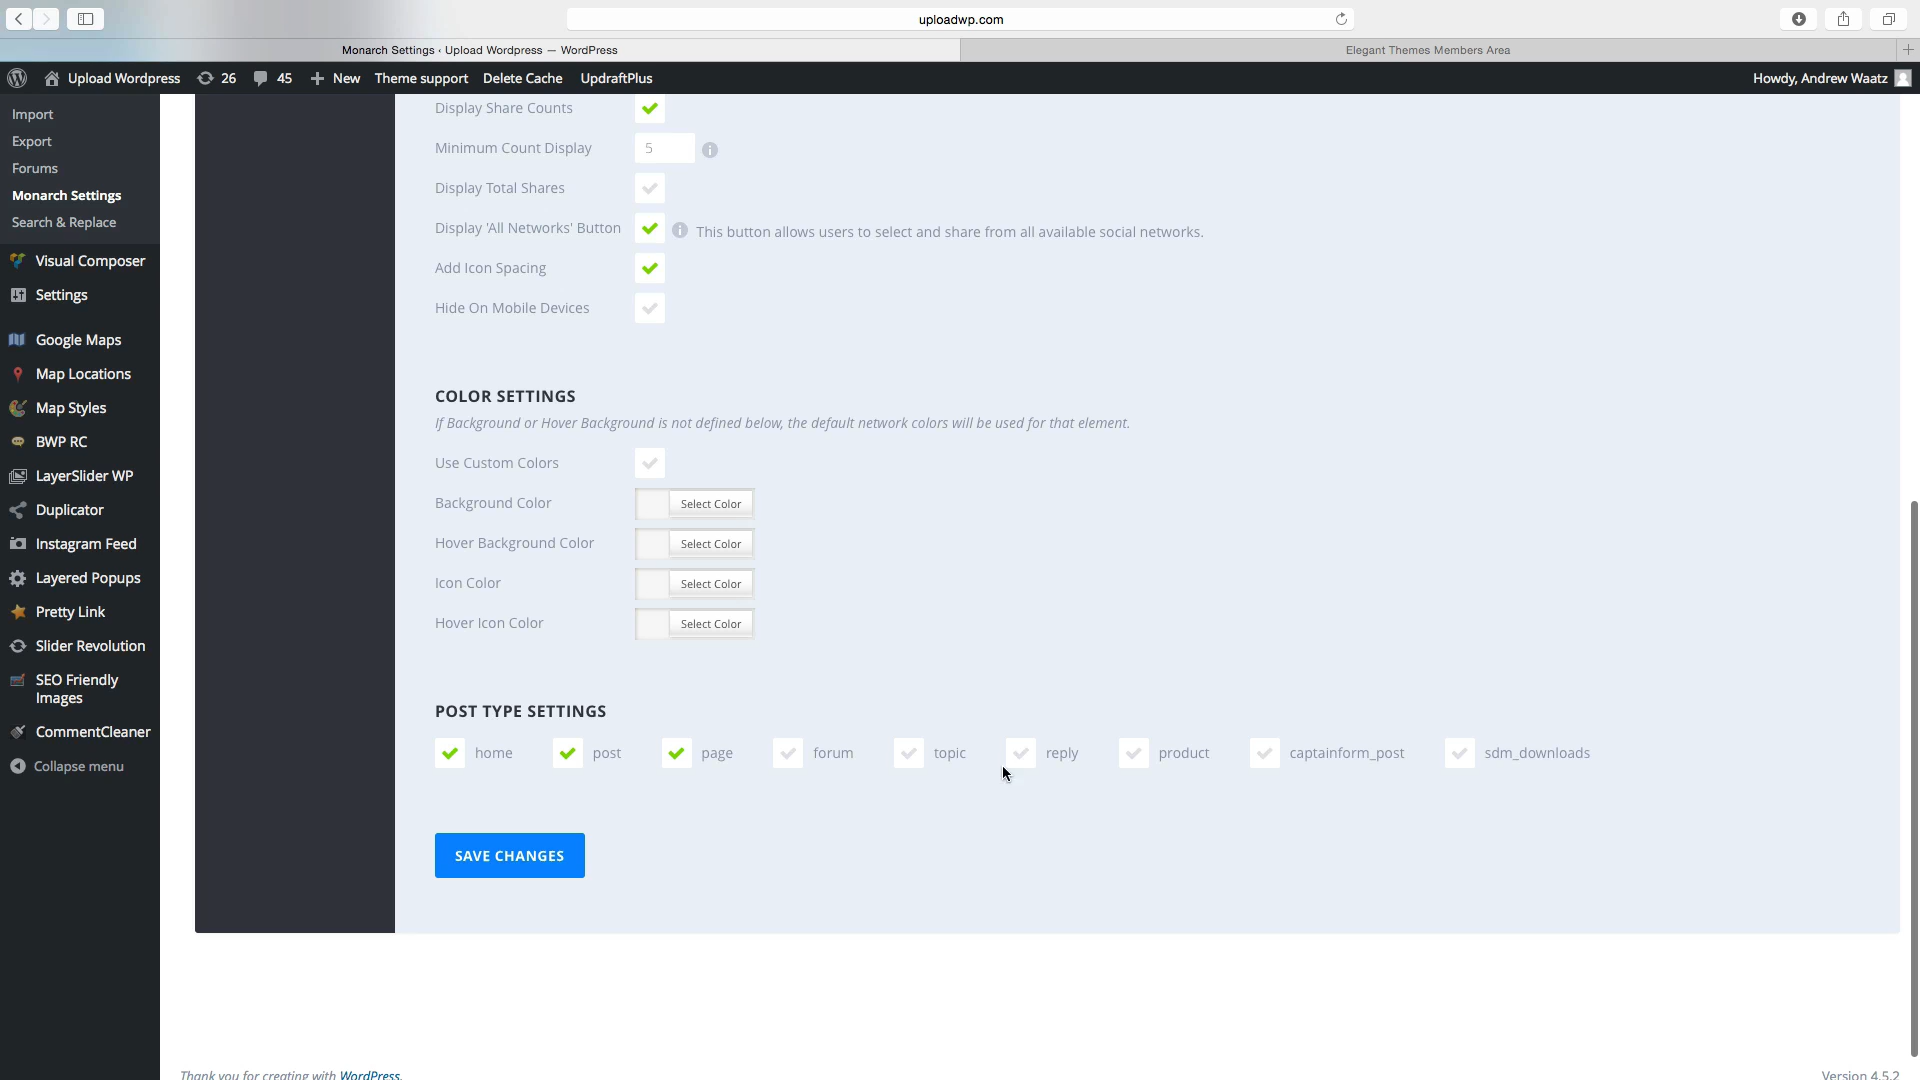 uploadwp.com
Monarch Settings ‹ Upload Wordpress — WordPress
Elegant Themes Members Area
Upload Wordpress 26 45 New Theme support Delete Cache UpdraftPlus Howdy, Andrew Waatz
Import
Export
Forums
Monarch Settings
Search & Replace
Visual Composer
Settings
Google Maps
Map Locations
Map Styles
BWP RC
LayerSlider WP
Duplicator
Instagram Feed
Layered Popups
Pretty Link
Slider Revolution
SEO Friendly
Images
CommentCleaner
Collapse menu
Display Share Counts
Minimum Count Display 5
Display Total Shares
Display 'All Networks' Button This button allows users to select and share from all available social networks.
Add Icon Spacing
Hide On Mobile Devices
COLOR SETTINGS
If Background or Hover Background is not defined below, the default network colors will be used for that element.
Use Custom Colors
Background Color Select Color
Hover Background Color Select Color
Icon Color Select Color
Hover Icon Color Select Color
POST TYPE SETTINGS
home post page forum topic reply product captainform_post sdm_downloads
SAVE CHANGES
Thank you for creating with WordPress. Version 4.5.2